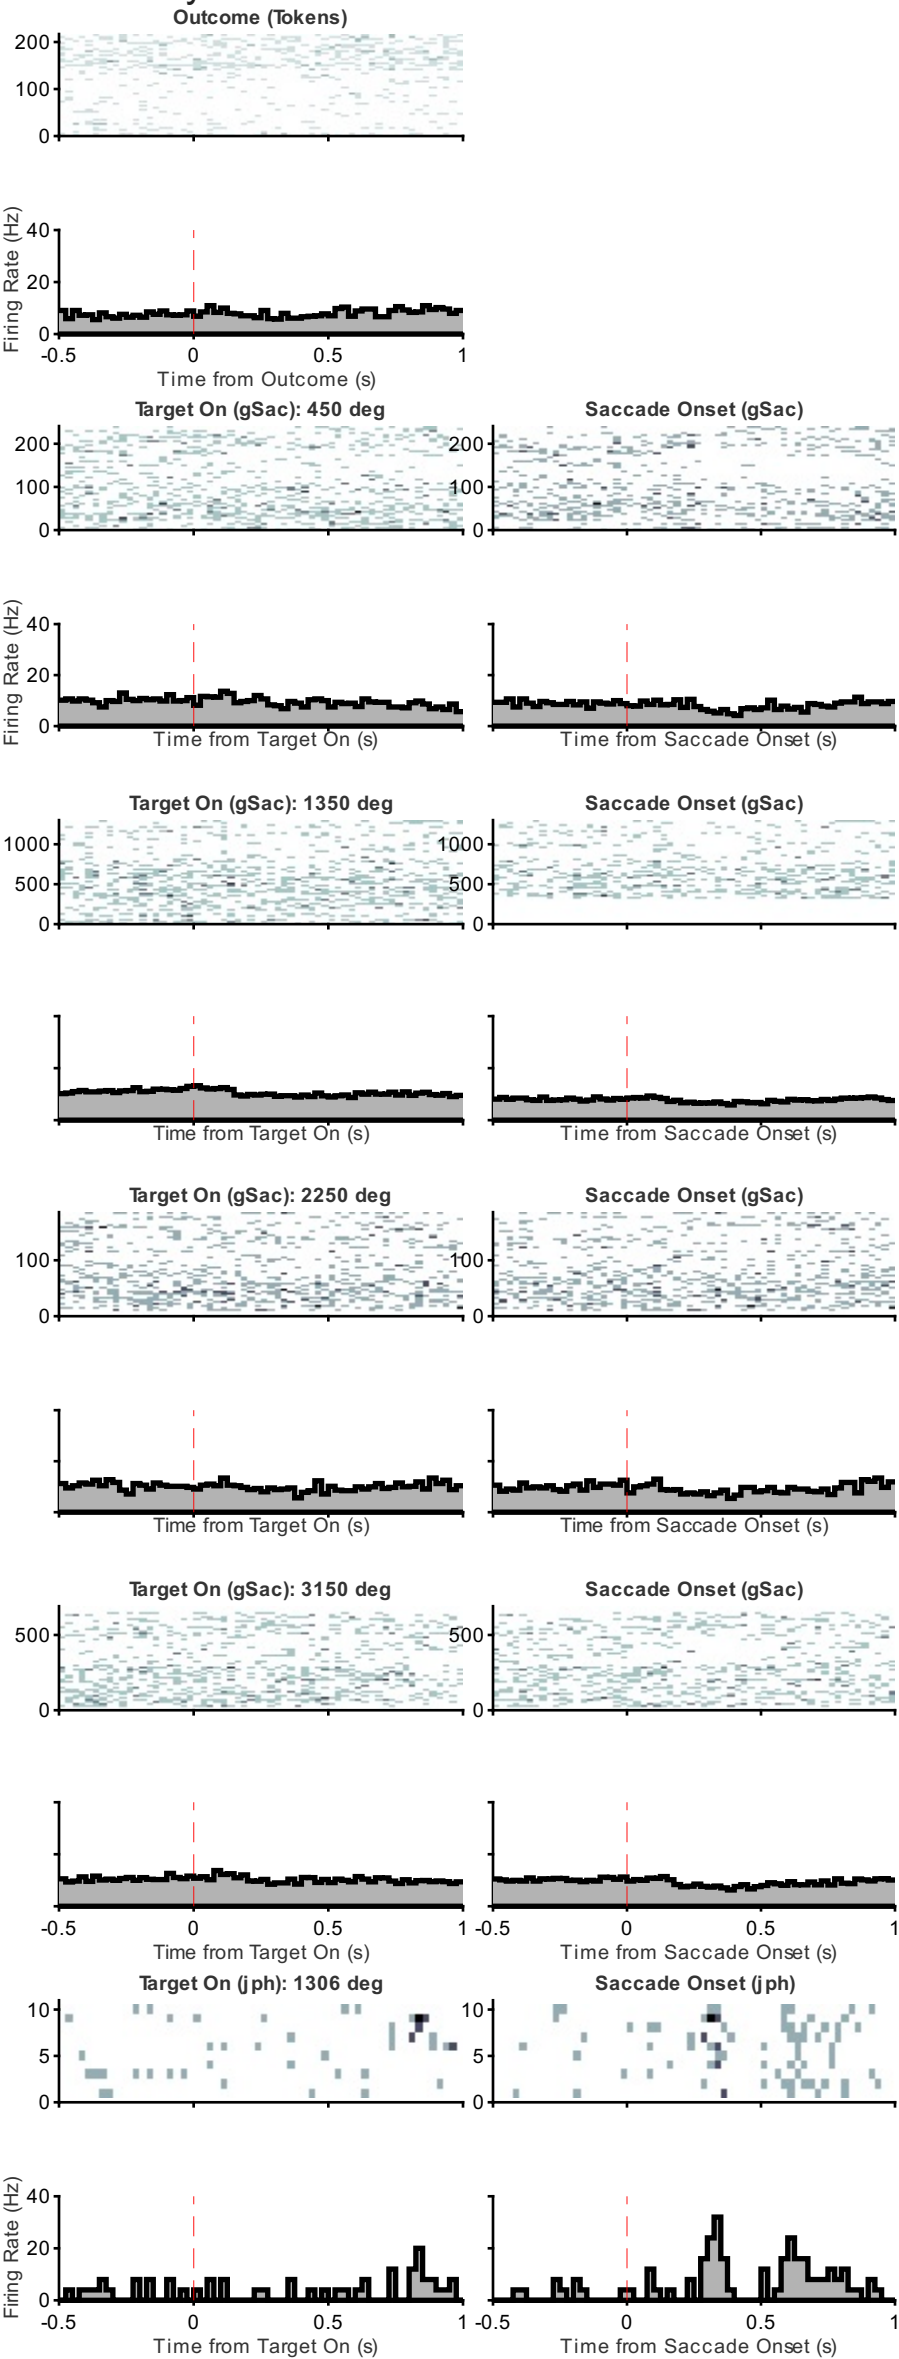 Outcome (Tokens)
200
100
0
Firing Rate (Hz)
40
20
0
-0.5 0 0.5 1
Time from Outcome (s)
Target On (gSac): 450 deg Saccade Onset (gSac)
200 200
100 100
0 0
Firing Rate (Hz)
40
20
0
Time from Target On (s) Time from Saccade Onset (s)
Target On (gSac): 1350 deg Saccade Onset (gSac)
1000 1000
500 500
0 0
Time from Target On (s) Time from Saccade Onset (s)
Target On (gSac): 2250 deg Saccade Onset (gSac)
100 100
0 0
Time from Target On (s) Time from Saccade Onset (s)
Target On (gSac): 3150 deg Saccade Onset (gSac)
500 500
0 0
-0.5 0 0.5 1 -0.5 0 0.5 1
Time from Target On (s) Time from Saccade Onset (s)
Target On (jph): 1306 deg Saccade Onset (jph)
10 10
5 5
0 0
Firing Rate (Hz)
40
20
0
-0.5 0 0.5 1 -0.5 0 0.5 1
Time from Target On (s) Time from Saccade Onset (s)